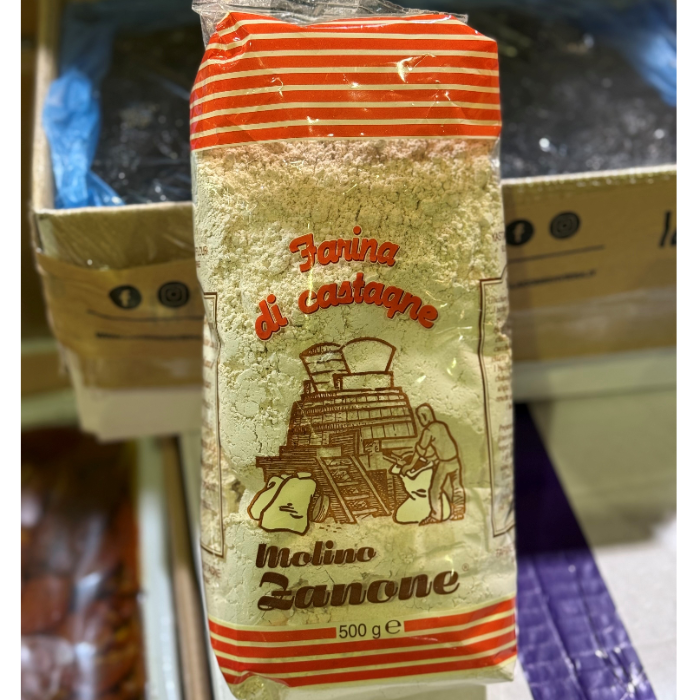 Farina
di castagne
Molino
Zanone
500 g e